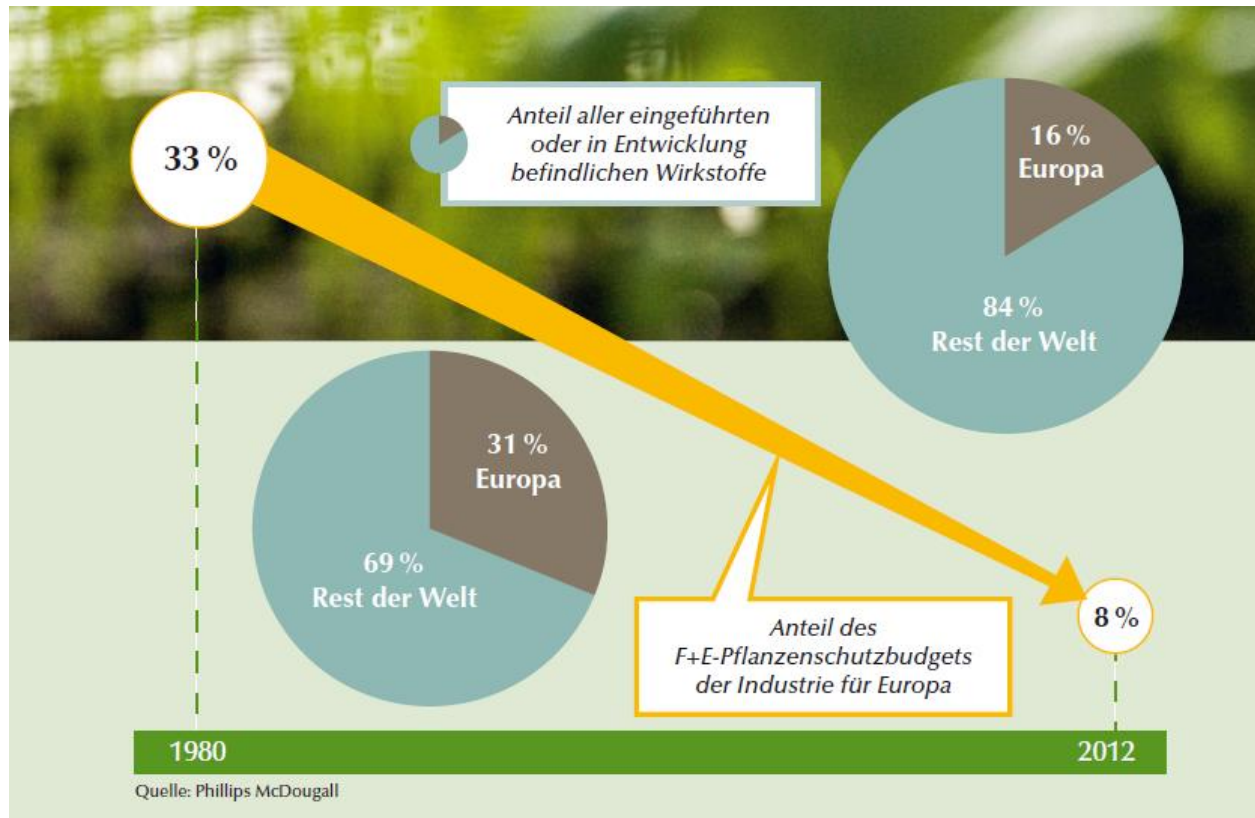 33 %
Anteil aller eingeführten
oder in Entwicklung
befindlichen Wirkstoffe
16 %
Europa
84 %
Rest der Welt
31 %
Europa
69 %
Rest der Welt
Anteil des
F+E-Pflanzenschutzbudgets
der Industrie für Europa
8 %
1980
2012
Quelle: Phillips McDougall